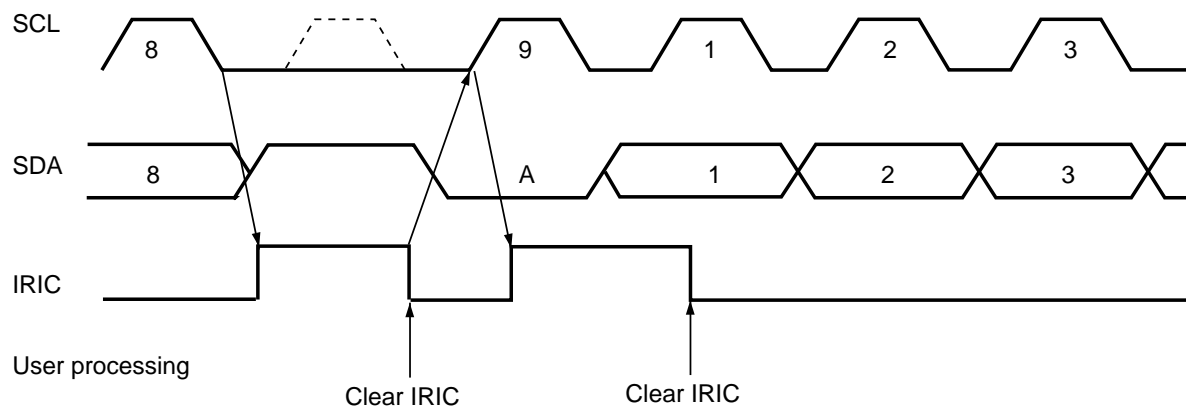 SCL
8 9 1 2 3
SDA
8 A 1 2 3
IRIC
User processing
Clear IRIC Clear IRIC